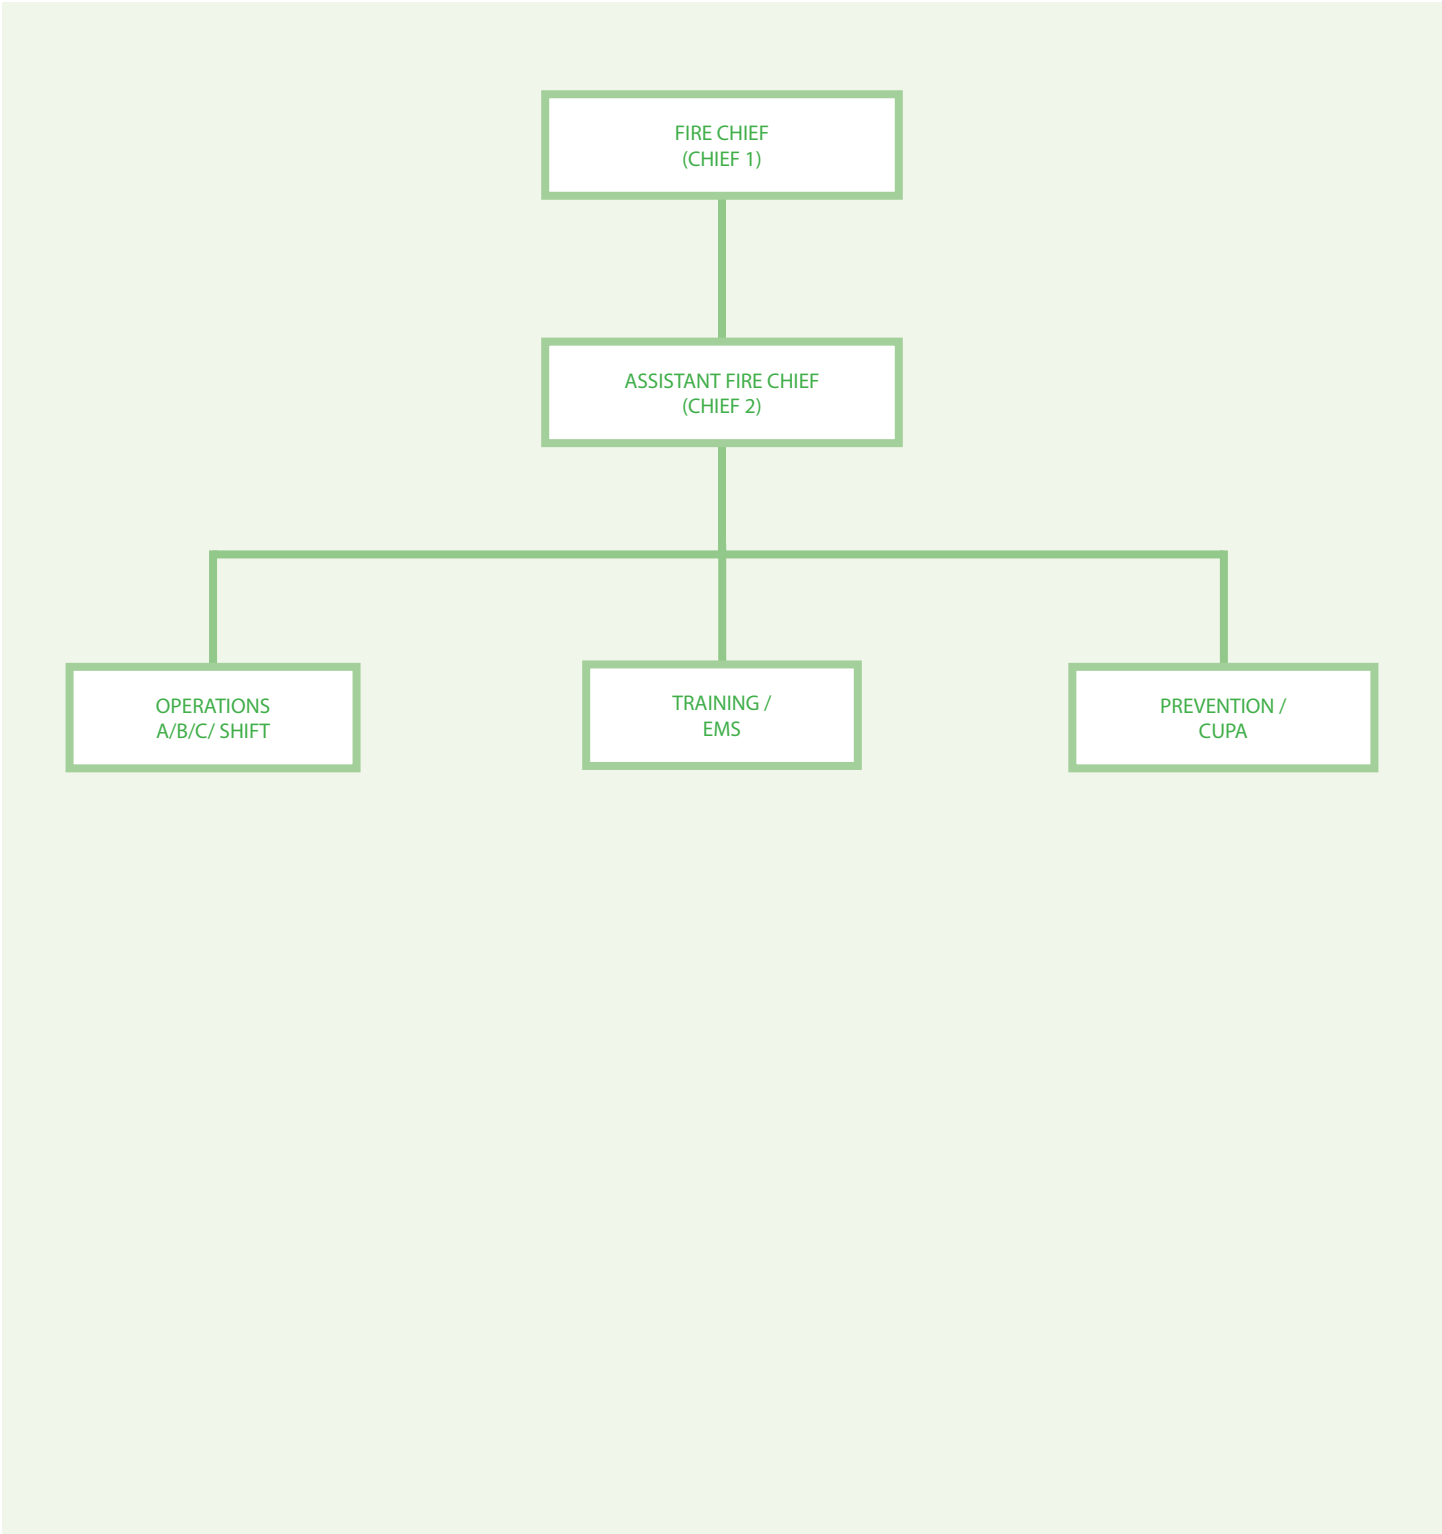 FIRE CHIEF
(CHIEF 1)
ASSISTANT FIRE CHIEF
(CHIEF 2)
OPERATIONS
A/B/C/ SHIFT
TRAINING /
EMS
PREVENTION /
CUPA